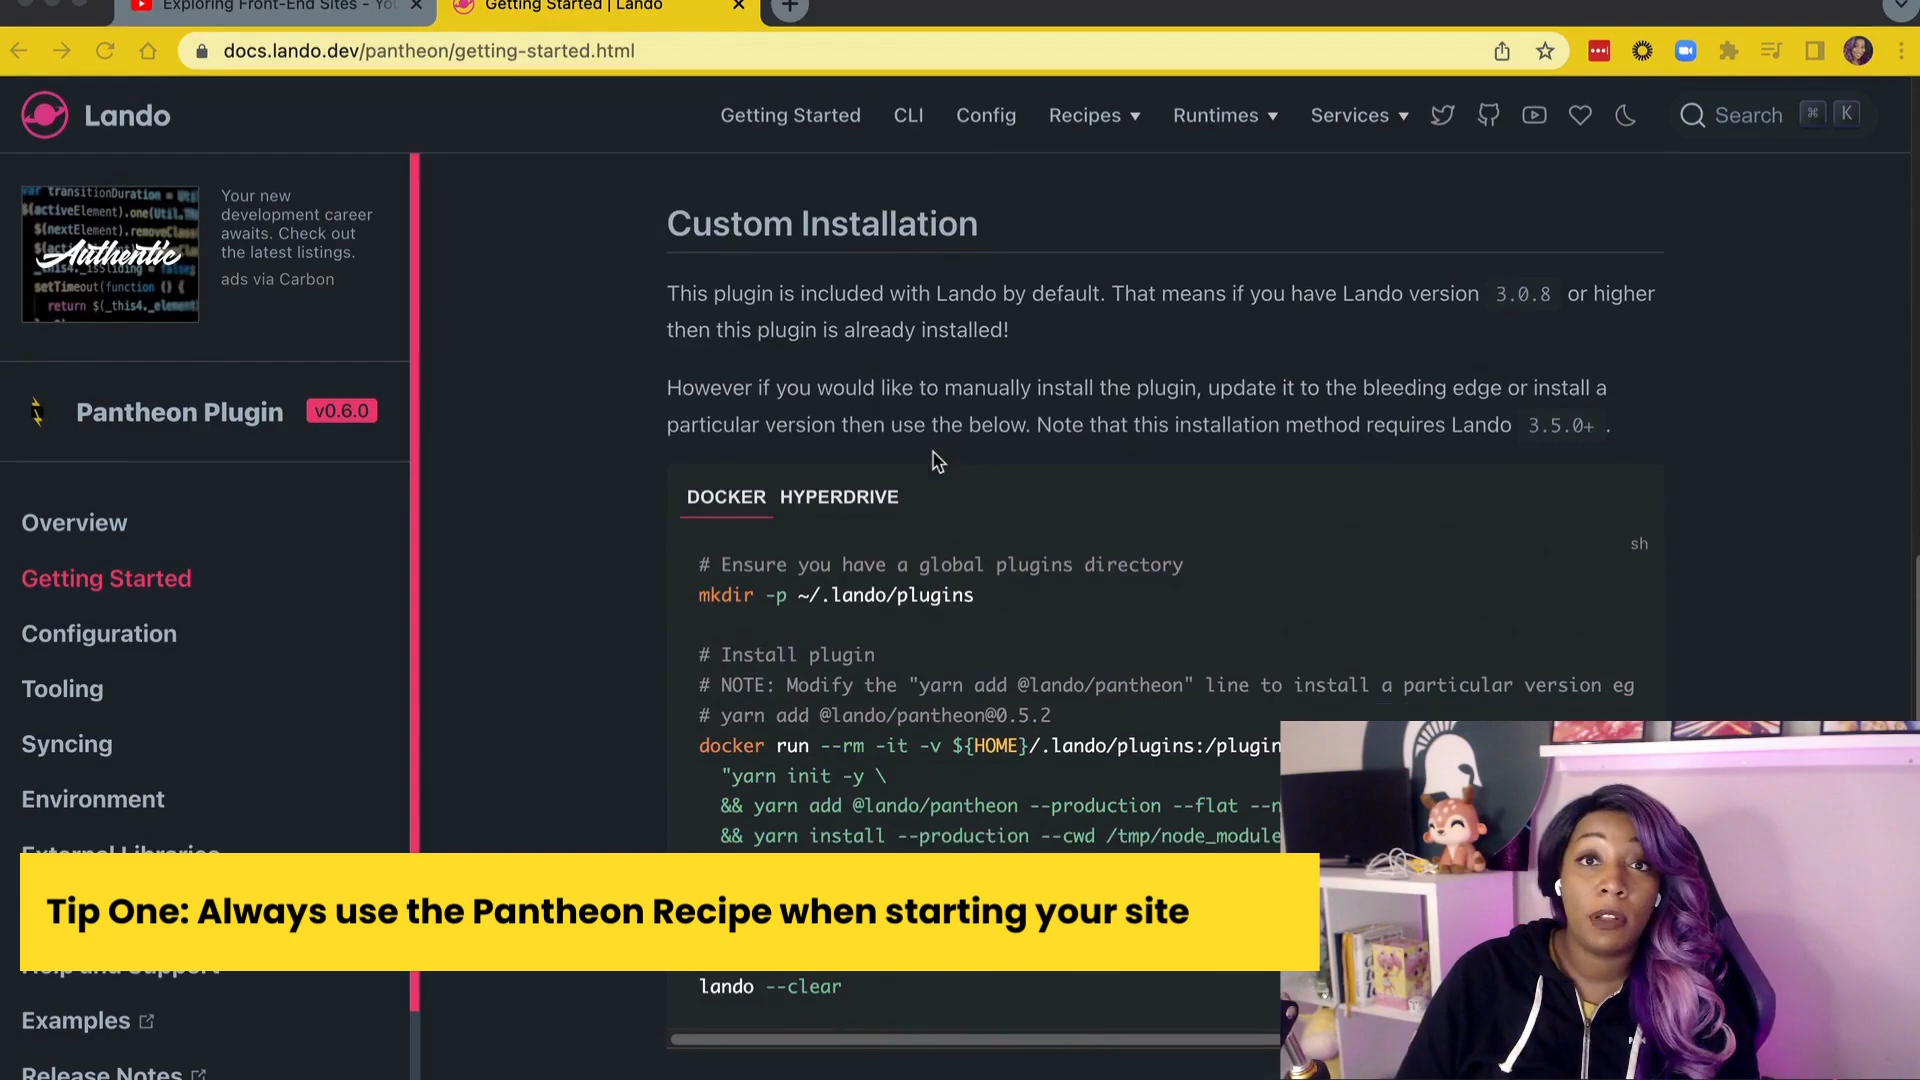 Exploring Front-End Sites - Yo
Getting Started | Lando
docs.lando.dev/pantheon/getting-started.html
Lando
Getting Started
CLI
Config
Recipes
Runtimes
Services
Search
⌘ K
var transitionDuration = Uti
Authentic
Your new
development career
awaits. Check out
the latest listings.
ads via Carbon
Pantheon Plugin v0.6.0
Overview
Getting Started
Configuration
Tooling
Syncing
Environment
External Libraries
Help and Support
Examples
Release Notes
Custom Installation
This plugin is included with Lando by default. That means if you have Lando version 3.0.8 or higher
then this plugin is already installed!
However if you would like to manually install the plugin, update it to the bleeding edge or install a
particular version then use the below. Note that this installation method requires Lando 3.5.0+ .
DOCKER HYPERDRIVE
sh
# Ensure you have a global plugins directory
mkdir -p ~/.lando/plugins
# Install plugin
# NOTE: Modify the "yarn add @lando/pantheon" line to install a particular version eg
# yarn add @lando/pantheon@0.5.2
docker run --rm -it -v ${HOME}/.lando/plugins:/plugin
"yarn init -y \
&& yarn add @lando/pantheon --production --flat --n
&& yarn install --production --cwd /tmp/node_module
lando --clear
Tip One: Always use the Pantheon Recipe when starting your site